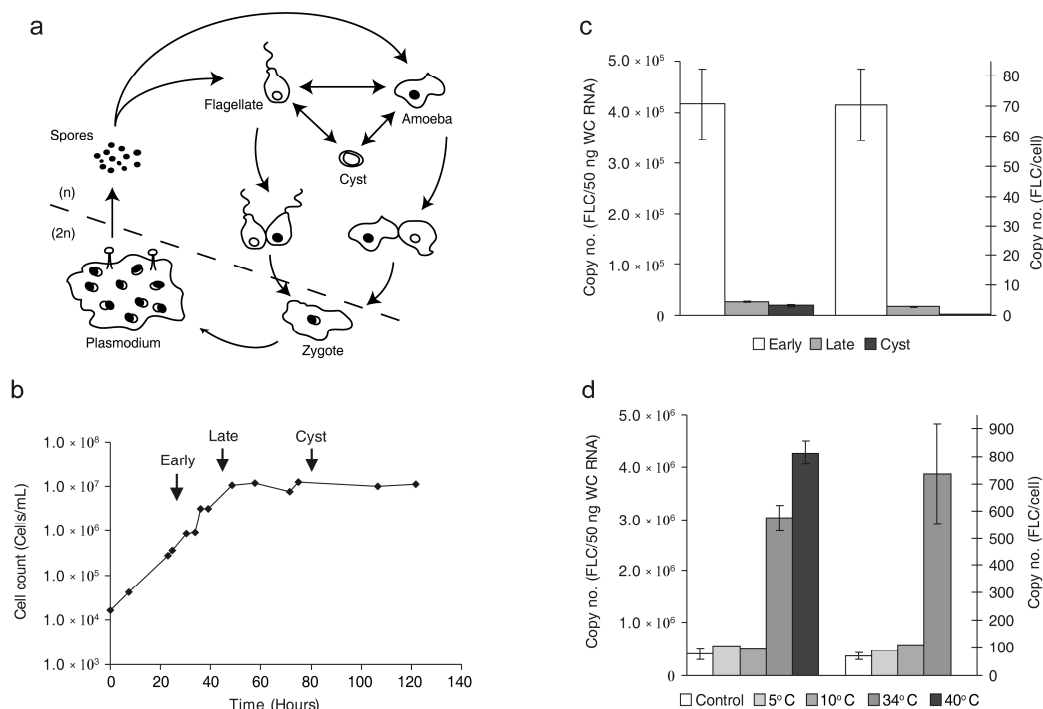 a
Flagellate
Amoeba
Spores
Cyst
(n)
(2n)
Plasmodium
Zygote
b
Cell count (Cells/mL)
1.0 × 10⁸
1.0 × 10⁷
1.0 × 10⁶
1.0 × 10⁵
1.0 × 10⁴
1.0 × 10³
Early
Late
Cyst
0 20 40 60 80 100 120 140
Time (Hours)
c
Copy no. (FLC/50 ng WC RNA)
5.0 × 10⁵
4.0 × 10⁵
3.0 × 10⁵
2.0 × 10⁵
1.0 × 10⁵
0
80
70
60
50
40
30
20
10
0
Copy no. (FLC/cell)
Early Late Cyst
d
Copy no. (FLC/50 ng WC RNA)
5.0 × 10⁶
4.0 × 10⁶
3.0 × 10⁶
2.0 × 10⁶
1.0 × 10⁶
0
900
800
700
600
500
400
300
200
100
0
Copy no. (FLC/cell)
Control 5°C 10°C 34°C 40°C